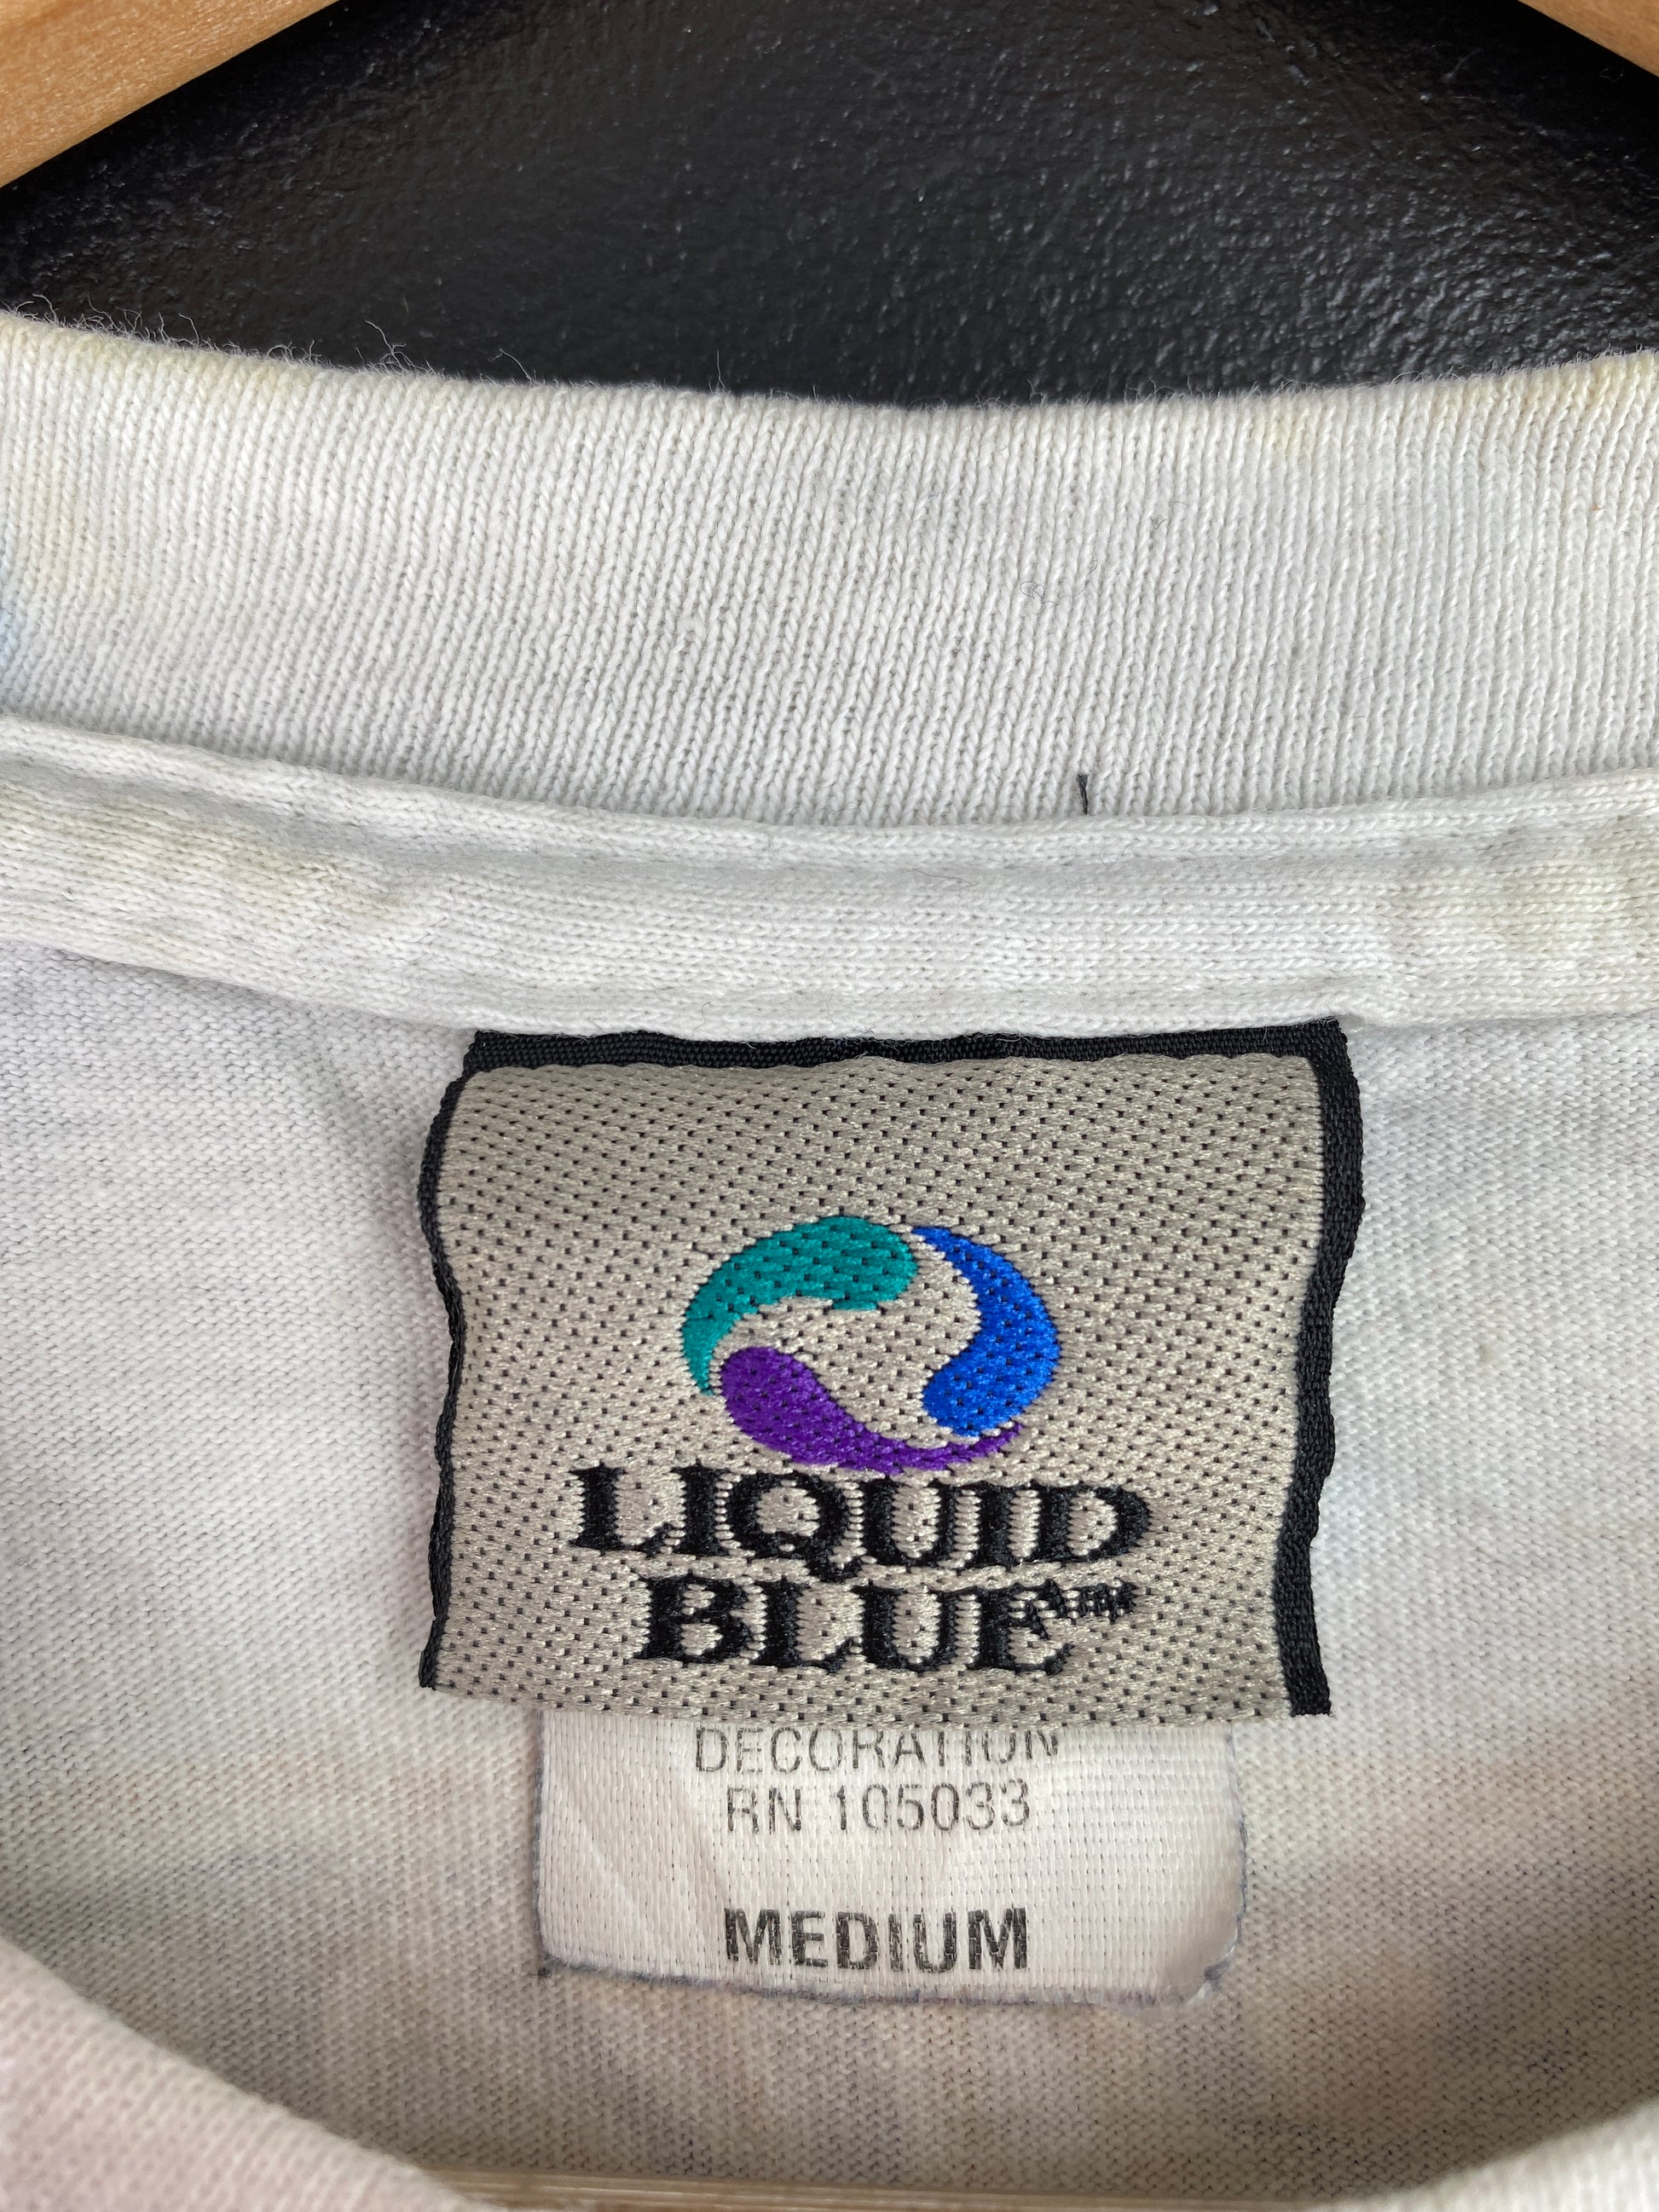 LIQUID
BLUE
DECORATION
RN 105033
MEDIUM